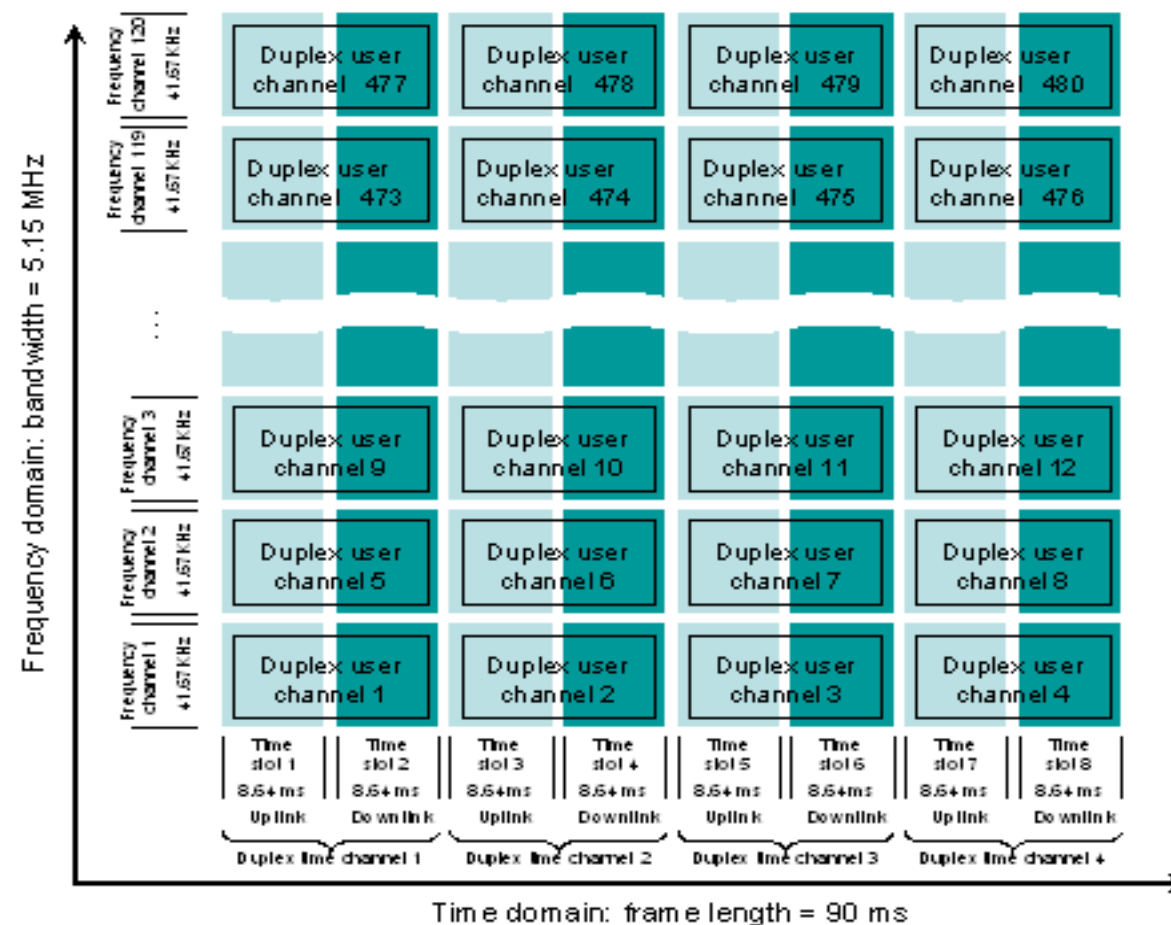 Frequency domain: bandwidth = 5.15 MHz
Frequency
channel 120
41.67 KHz
Duplex user
channel 477
Duplex user
channel 478
Duplex user
channel 479
Duplex user
channel 480
Frequency
channel 119
41.67 KHz
Duplex user
channel 473
Duplex user
channel 474
Duplex user
channel 475
Duplex user
channel 476
...
Frequency
channel 3
41.67 KHz
Duplex user
channel 9
Duplex user
channel 10
Duplex user
channel 11
Duplex user
channel 12
Frequency
channel 2
41.67 KHz
Duplex user
channel 5
Duplex user
channel 6
Duplex user
channel 7
Duplex user
channel 8
Frequency
channel 1
41.67 KHz
Duplex user
channel 1
Duplex user
channel 2
Duplex user
channel 3
Duplex user
channel 4
Time
slot 1
8.64 ms
Uplink
Time
slot 2
8.64 ms
Downlink
Time
slot 3
8.64 ms
Uplink
Time
slot 4
8.64 ms
Downlink
Time
slot 5
8.64 ms
Uplink
Time
slot 6
8.64 ms
Downlink
Time
slot 7
8.64 ms
Uplink
Time
slot 8
8.64 ms
Downlink
Duplex time channel 1
Duplex time channel 2
Duplex time channel 3
Duplex time channel 4
Time domain: frame length = 90 ms